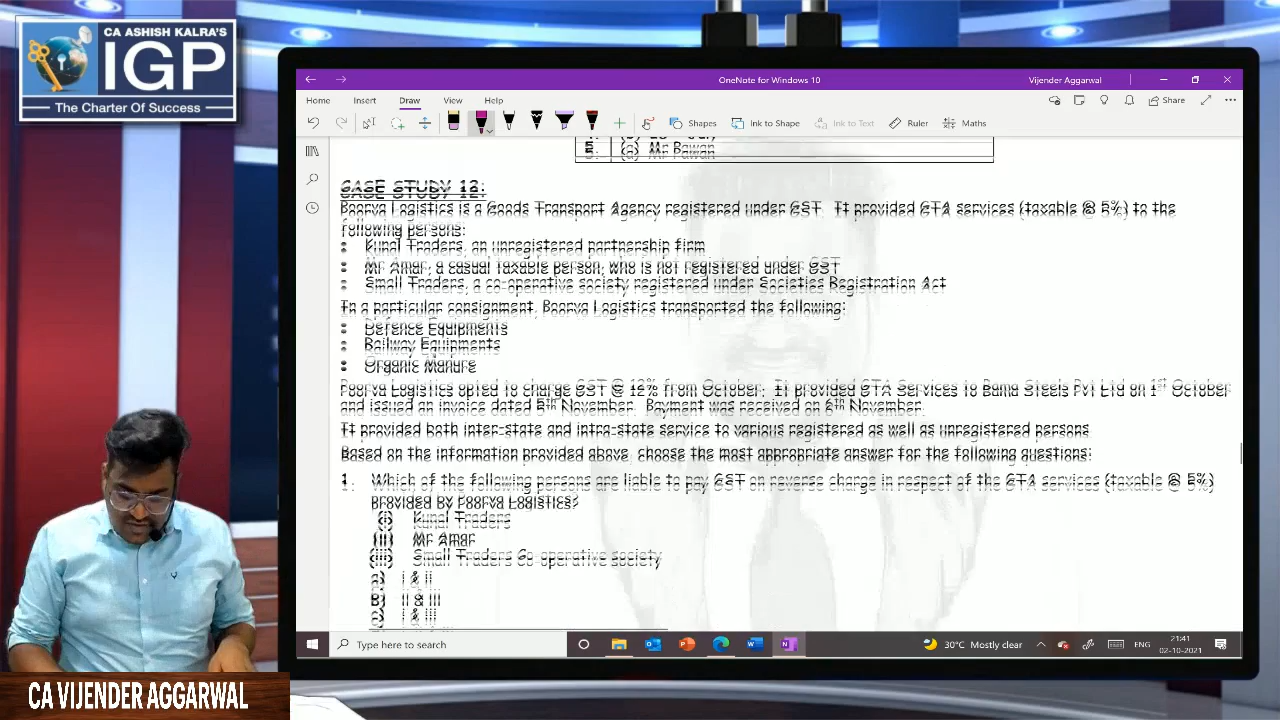 CA ASHISH KALRA'S
IGP
The Charter Of Success
OneNote for Windows 10
Vijender Aggarwal
Home Insert Draw View Help
Share
Shapes Ink to Shape Ink to Text Ruler Maths
5. (a) Mr Pawan
CASE STUDY 12:
Poorva Logistics is a Goods Transport Agency registered under GST. It provided GTA services (taxable @ 5%) to the
following persons:
• Kunal Traders, an unregistered partnership firm
• Mr Amar, a casual taxable person, who is not registered under GST
• Small Traders, a co-operative society registered under Societies Registration Act
In a particular consignment, Poorva Logistics transported the following:
• Defence Equipments
• Railway Equipments
• Organic Manure
Poorva Logistics opted to charge GST @ 12% from October. It provided GTA Services to Bama Steels Pvt Ltd on 1st October
and issued an invoice dated 5th November. Payment was received on 6th November.
It provided both inter-state and intra-state service to various registered as well as unregistered persons
Based on the information provided above, choose the most appropriate answer for the following questions:
1. Which of the following persons are liable to pay GST on reverse charge in respect of the GTA services (taxable @ 5%)
provided by Poorva Logistics?
(i) Kunal Traders
(ii) Mr Amar
(iii) Small Traders Co-operative society
a) i & ii
B) ii & iii
c) i & iii
Type here to search
30°C Mostly clear
ENG
21:41
02-10-2021
CA VIJENDER AGGARWAL